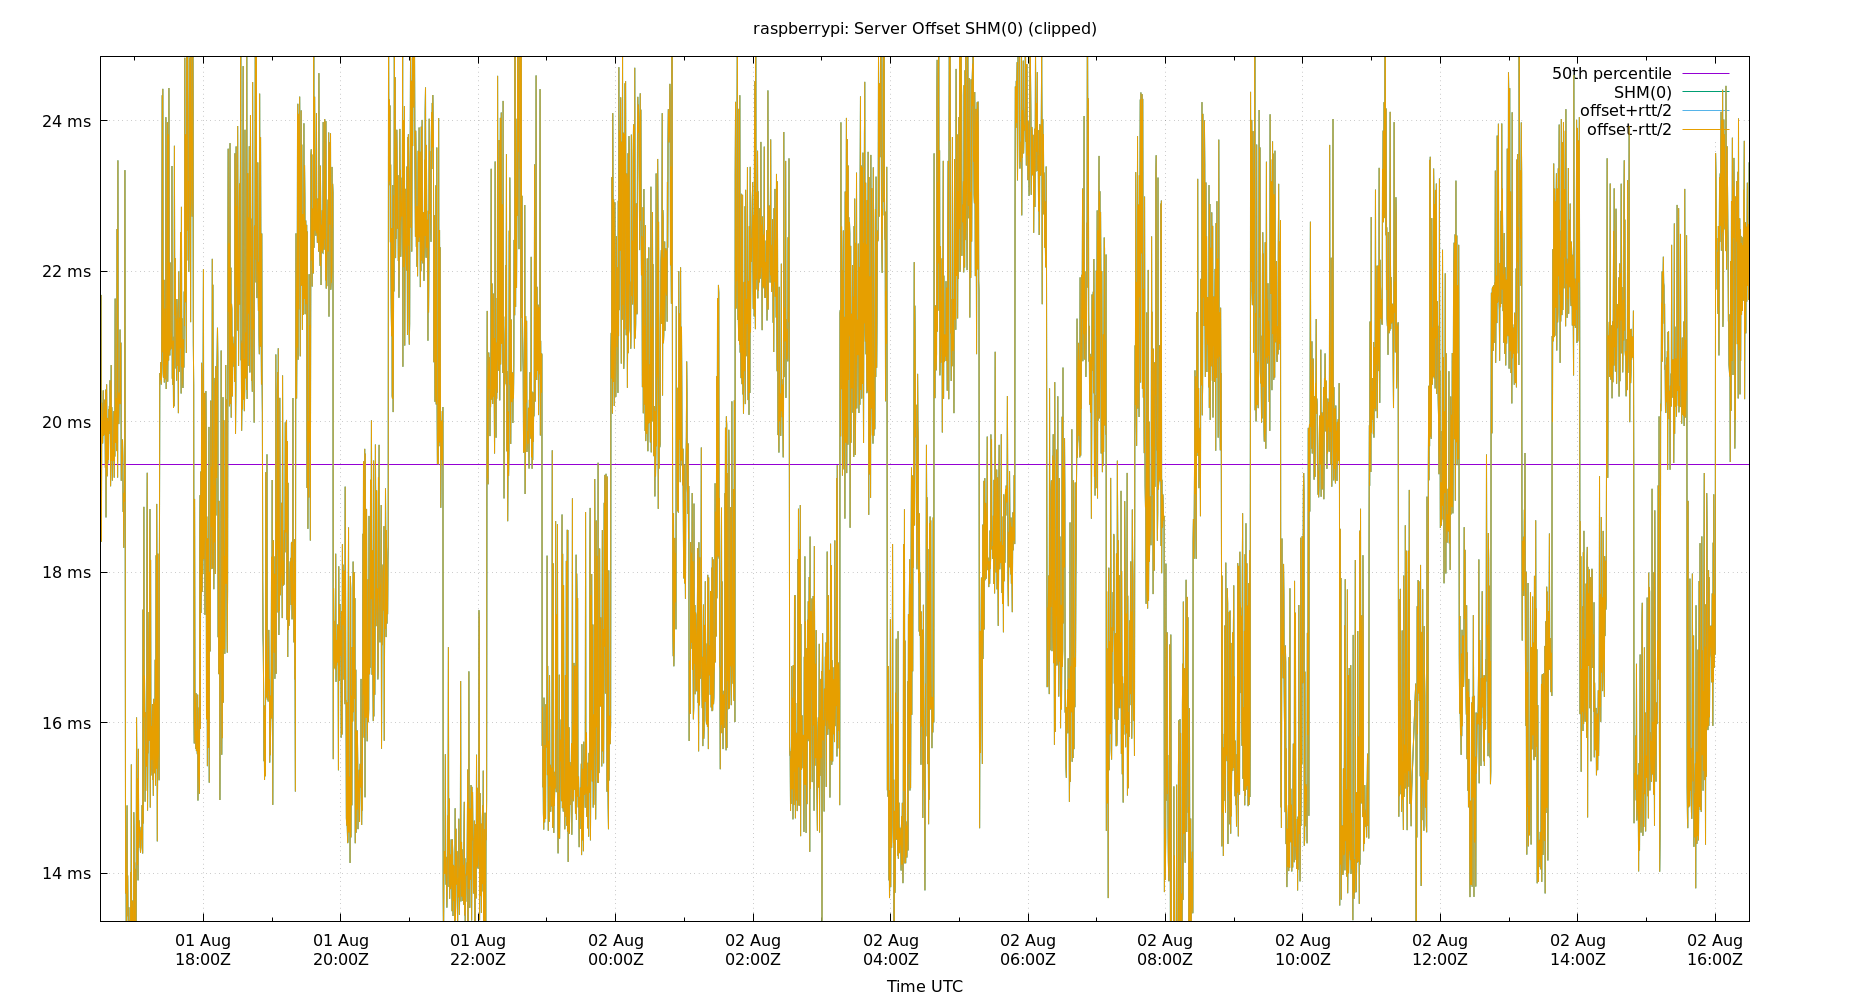 raspberrypi: Server Offset SHM(0) (clipped)
50th percentile
SHM(0)
offset+rtt/2
offset-rtt/2
24 ms
22 ms
20 ms
18 ms
16 ms
14 ms
01 Aug 01 Aug 01 Aug 02 Aug 02 Aug 02 Aug 02 Aug 02 Aug 02 Aug 02 Aug 02 Aug 02 Aug
18:00Z 20:00Z 22:00Z 00:00Z 02:00Z 04:00Z 06:00Z 08:00Z 10:00Z 12:00Z 14:00Z 16:00Z
Time UTC